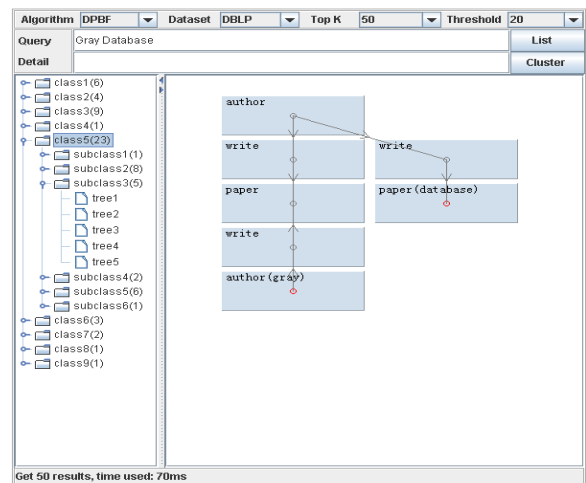 Algorithm DPBF Dataset DBLP Top K 50 Threshold 20
Query Gray Database List
Detail Cluster
class1(6)
class2(4)
class3(9)
class4(1)
class5(23)
subclass1(1)
subclass2(8)
subclass3(5)
tree1
tree2
tree3
tree4
tree5
subclass4(2)
subclass5(6)
subclass6(1)
class6(3)
class7(2)
class8(1)
class9(1)
author
write write
paper paper(database)
write
author(gray)
Get 50 results, time used: 70ms